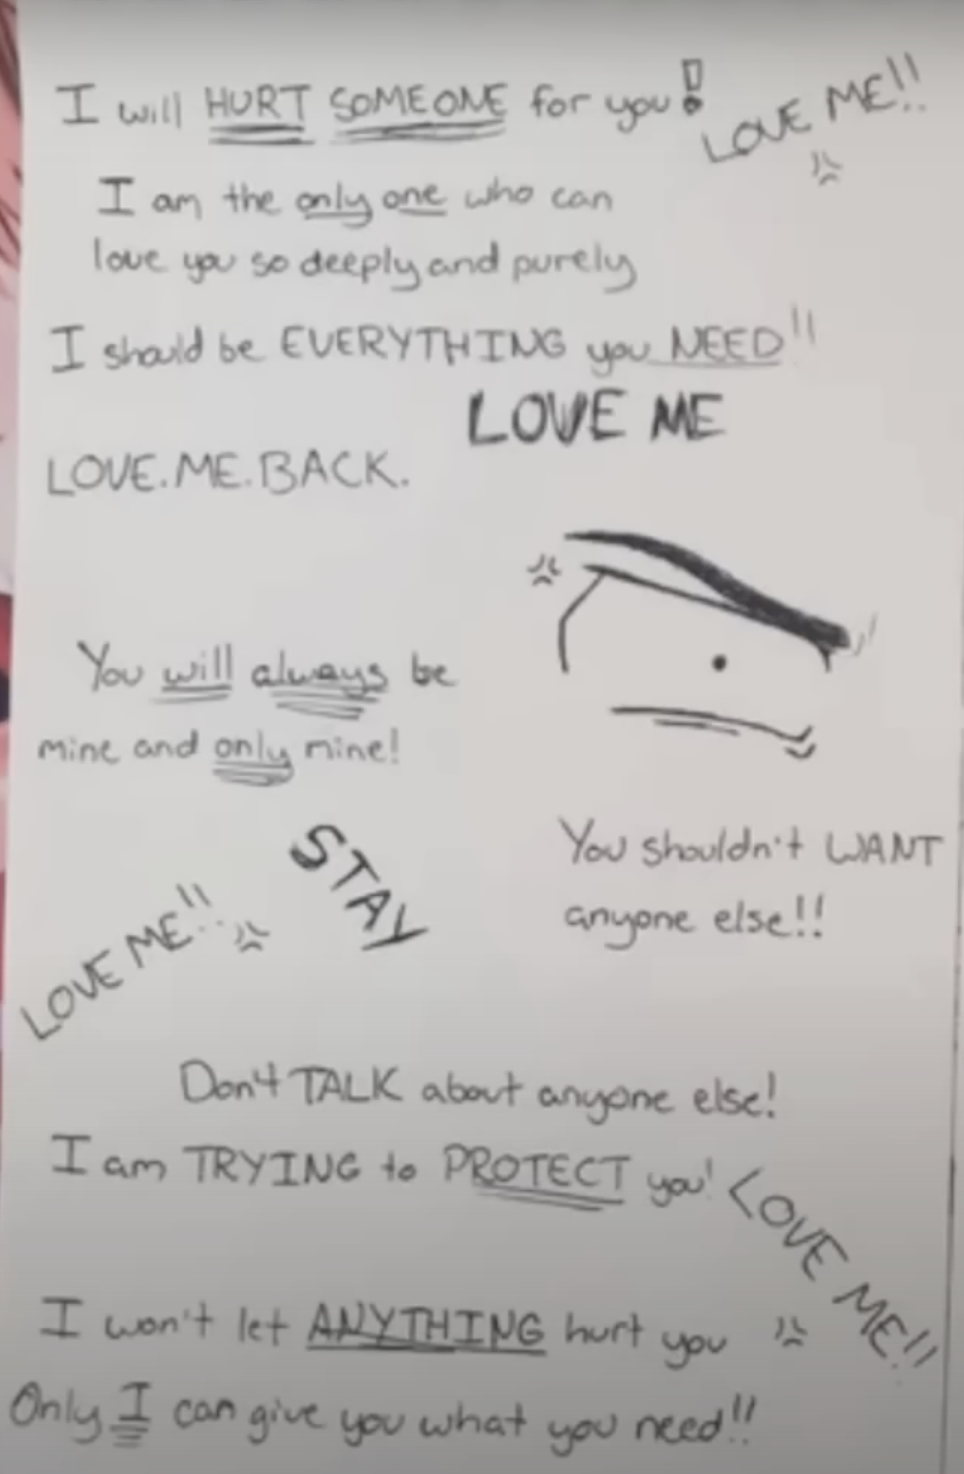 I will HURT SOMEONE for you!
LOVE ME!!
I am the only one who can
love you so deeply and purely
I should be EVERYTHING you NEED!!
LOVE ME
LOVE.ME.BACK.
You will always be
mine and only mine!
STAY
You shouldn't WANT
anyone else!!
LOVE ME!!
Don't TALK about anyone else!
I am TRYING to PROTECT you!
LOVE ME!!
I won't let ANYTHING hurt you
Only I can give you what you need!!